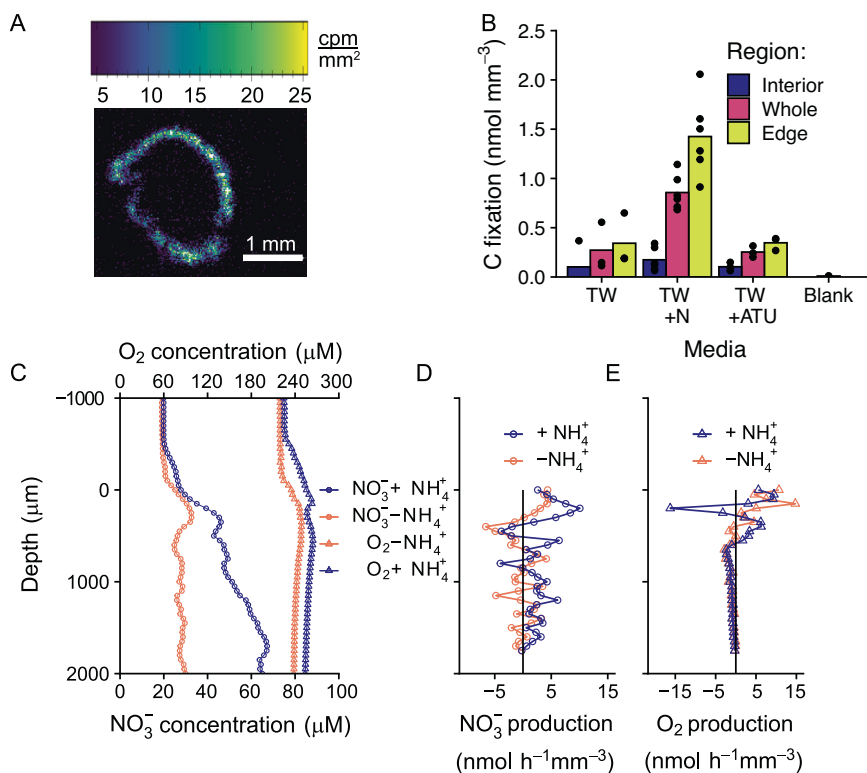 A
cpm
mm²
5 10 15 20 25
1 mm
B
C fixation (nmol mm⁻³)
2.5
2.0
1.5
1.0
0.5
0.0
Region:
Interior
Whole
Edge
TW TW TW Blank
+N +ATU
Media
C
O₂ concentration (μM)
0 60 120 180 240 300
Depth (μm)
−1000
0
1000
2000
NO₃⁻+ NH₄⁺
NO₃⁻−NH₄⁺
O₂−NH₄⁺
O₂+ NH₄⁺
0 20 40 60 80 100
NO₃⁻ concentration (μM)
D
+ NH₄⁺
−NH₄⁺
−5 5 15
NO₃⁻ production
(nmol h⁻¹mm⁻³)
E
+ NH₄⁺
−NH₄⁺
−15 −5 5 15
O₂ production
(nmol h⁻¹mm⁻³)